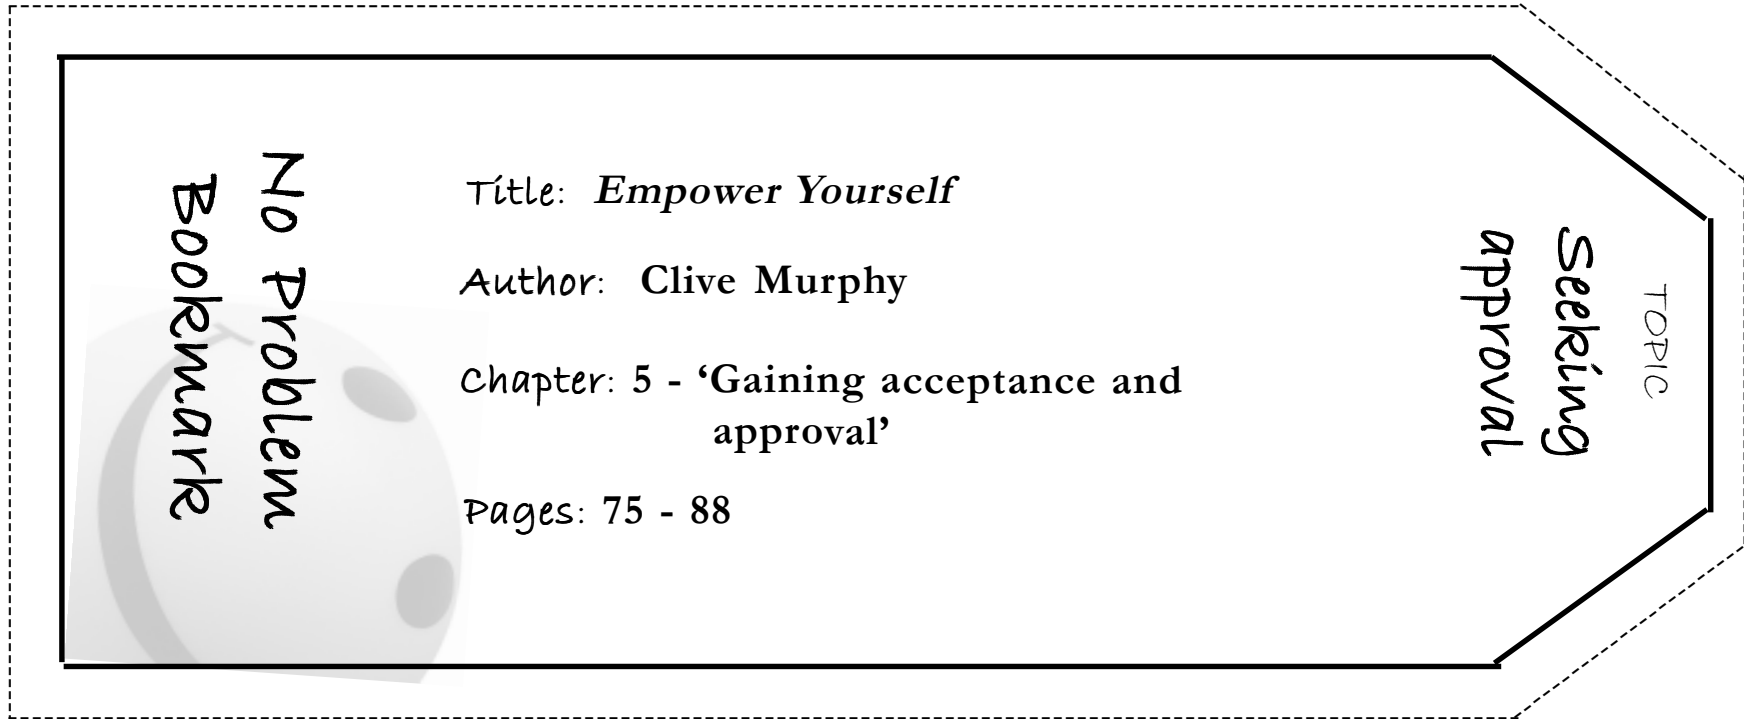 No Problem
Bookmark
Title: Empower Yourself
Author: Clive Murphy
Chapter: 5 - ‘Gaining acceptance and
approval’
Pages: 75 - 88
TOPIC
Seeking
approval